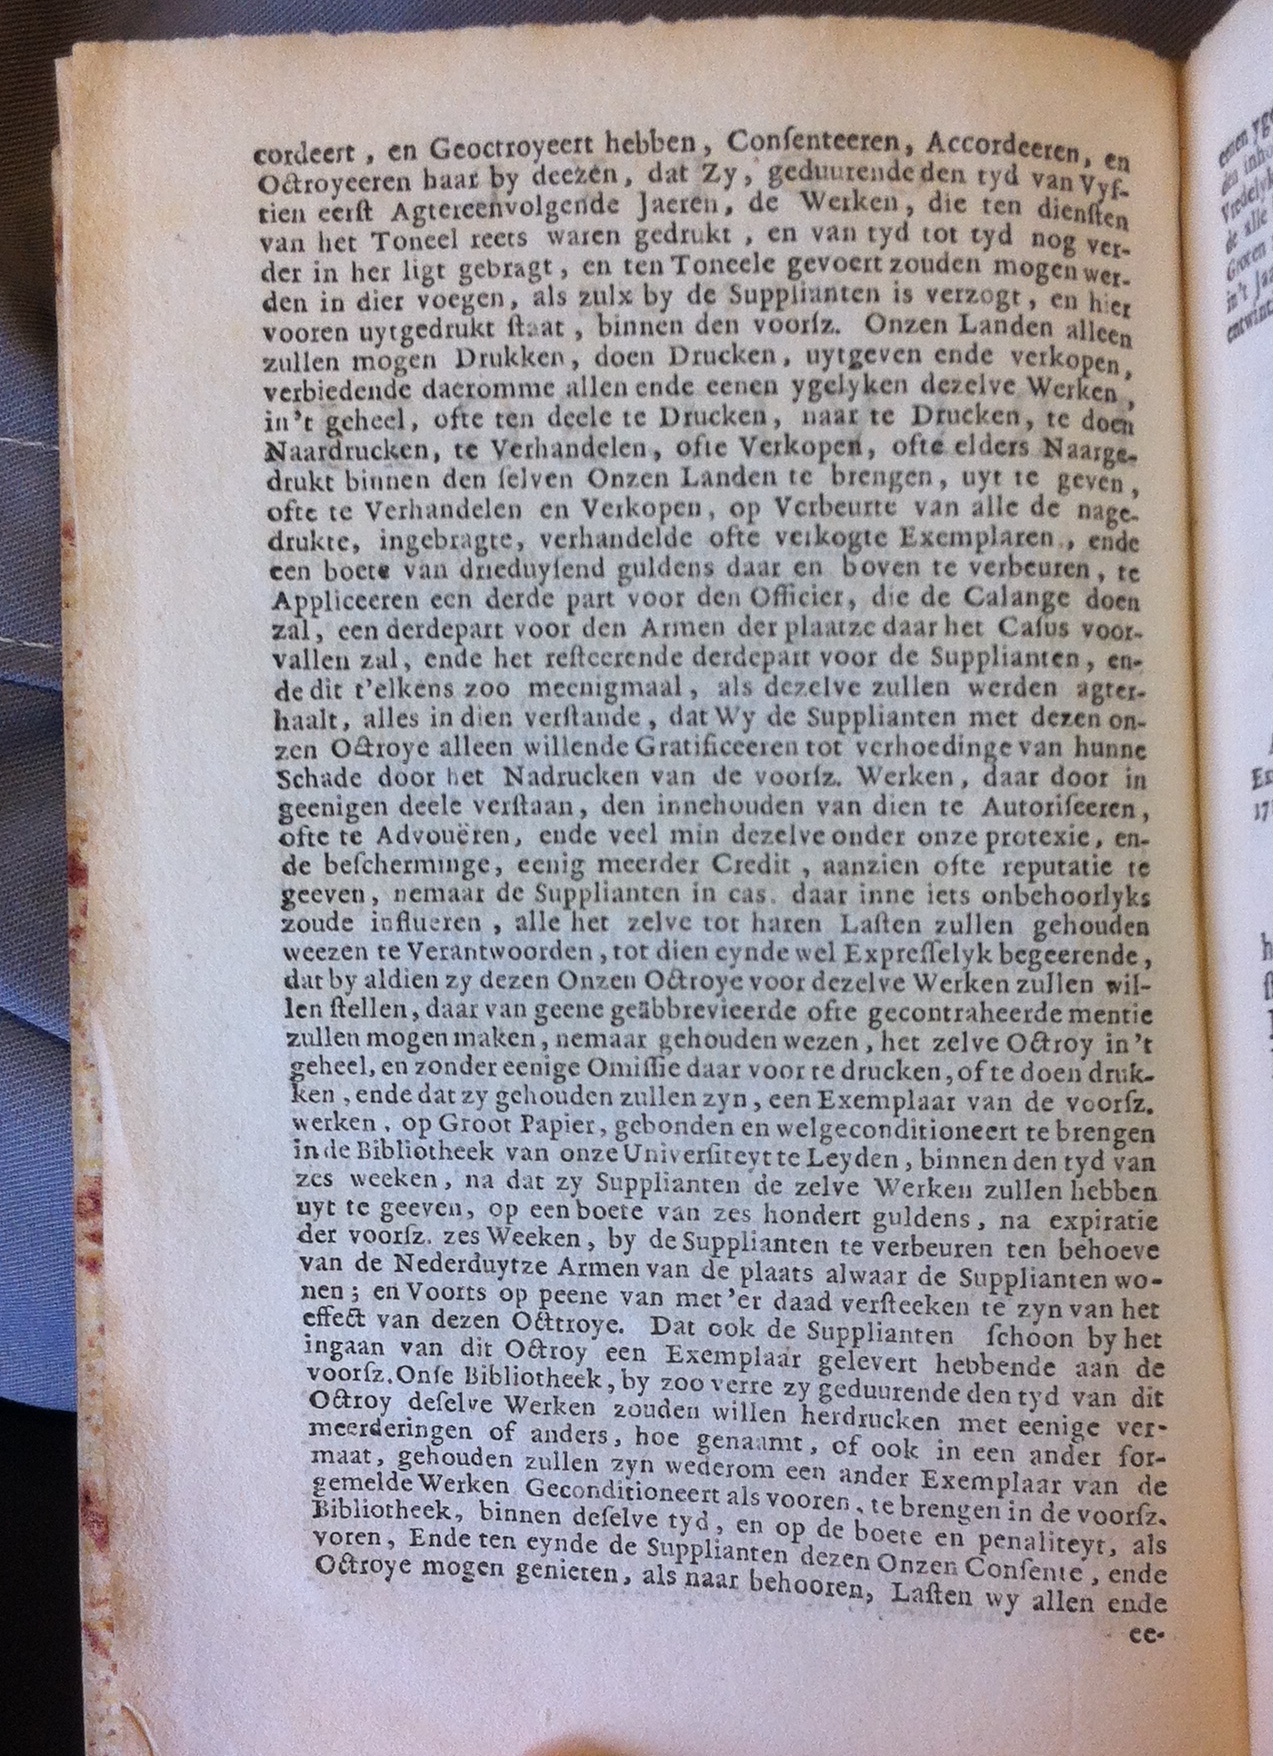 cordeert, en Geoctroyeert hebben, Conſenteeren, Accordeeren, en
Octroyeeren haar by deezen, dat Zy, geduurende den tyd van Vyf-
tien eerſt Agtereenvolgende Jaeren, de Werken, die ten dienſten
van het Toneel reets waren gedrukt, en van tyd tot tyd nog ver-
der in her ligt gebragt, en ten Toneele gevoert zouden mogen wer-
den in dier voegen, als zulx by de Supplianten is verzogt, en hier
vooren uytgedrukt ſtaat, binnen den voorſz. Onzen Landen alleen
zullen mogen Drukken, doen Drucken, uytgeven ende verkopen,
verbiedende daeromme allen ende eenen ygelyken dezelve Werken,
in't geheel, ofte ten deele te Drucken, naar te Drucken, te doen
Naardrucken, te Verhandelen, ofte Verkopen, ofte elders Naarge-
drukt binnen den ſelven Onzen Landen te brengen, uyt te geven,
ofte te Verhandelen en Verkopen, op Verbeurte van alle de nage-
drukte, ingebragte, verhandelde ofte verkogte Exemplaren, ende
een boete van drieduyſend guldens daar en boven te verbeuren, te
Appliceeren een derde part voor den Officier, die de Calange doen
zal, een derdepart voor den Armen der plaatze daar het Caſus voor-
vallen zal, ende het reſteerende derdepart voor de Supplianten, en-
de dit t'elkens zoo meenigmaal, als dezelve zullen werden agter-
haalt, alles in dien verſtande, dat Wy de Supplianten met dezen on-
zen Octroye alleen willende Gratificeeren tot verhoedinge van hunne
Schade door het Nadrucken van de voorſz. Werken, daar door in
geenigen deele verſtaan, den innehouden van dien te Autoriſeeren,
ofte te Advouëren, ende veel min dezelve onder onze protexie, en-
de beſcherminge, eenig meerder Credit, aanzien ofte reputatie te
geeven, nemaar de Supplianten in cas. daar inne iets onbehoorlyks
zoude influeren, alle het zelve tot haren Laſten zullen gehouden
weezen te Verantwoorden, tot dien eynde wel Expreſſelyk begeerende,
dat by aldien zy dezen Onzen Octroye voor dezelve Werken zullen wil-
len ſtellen, daar van geene geäbbrevieerde ofte gecontraheerde mentie
zullen mogen maken, nemaar gehouden wezen, het zelve Octroy in't
geheel, en zonder eenige Omiſſie daar voor te drucken, of te doen druk-
ken, ende dat zy gehouden zullen zyn, een Exemplaar van de voorſz.
werken, op Groot Papier, gebonden en welgeconditioneert te brengen
in de Bibliotheek van onze Univerſiteyt te Leyden, binnen den tyd van
zes weeken, na dat zy Supplianten de zelve Werken zullen hebben
uyt te geeven, op een boete van zes hondert guldens, na expiratie
der voorſz. zes Weeken, by de Supplianten te verbeuren ten behoeve
van de Nederduytze Armen van de plaats alwaar de Supplianten wo-
nen; en Voorts op peene van met'er daad verſteeken te zyn van het
effect van dezen Octtroye. Dat ook de Supplianten ſchoon by het
ingaan van dit Octroy een Exemplaar gelevert hebbende aan de
voorſz. Onſe Bibliotheek, by zoo verre zy geduurende den tyd van dit
Octroy deſelve Werken zouden willen herdrucken met eenige ver-
meerderingen of anders, hoe genaamt, of ook in een ander for-
maat, gehouden zullen zyn wederom een ander Exemplaar van de
gemelde Werken Geconditioneert als vooren, te brengen in de voorſz.
Bibliotheek, binnen deſelve tyd, en op de boete en penaliteyt, als
voren, Ende ten eynde de Supplianten dezen Onzen Conſente, ende
Octroye mogen genieten, als naar behooren, Laſten wy allen ende
ee-